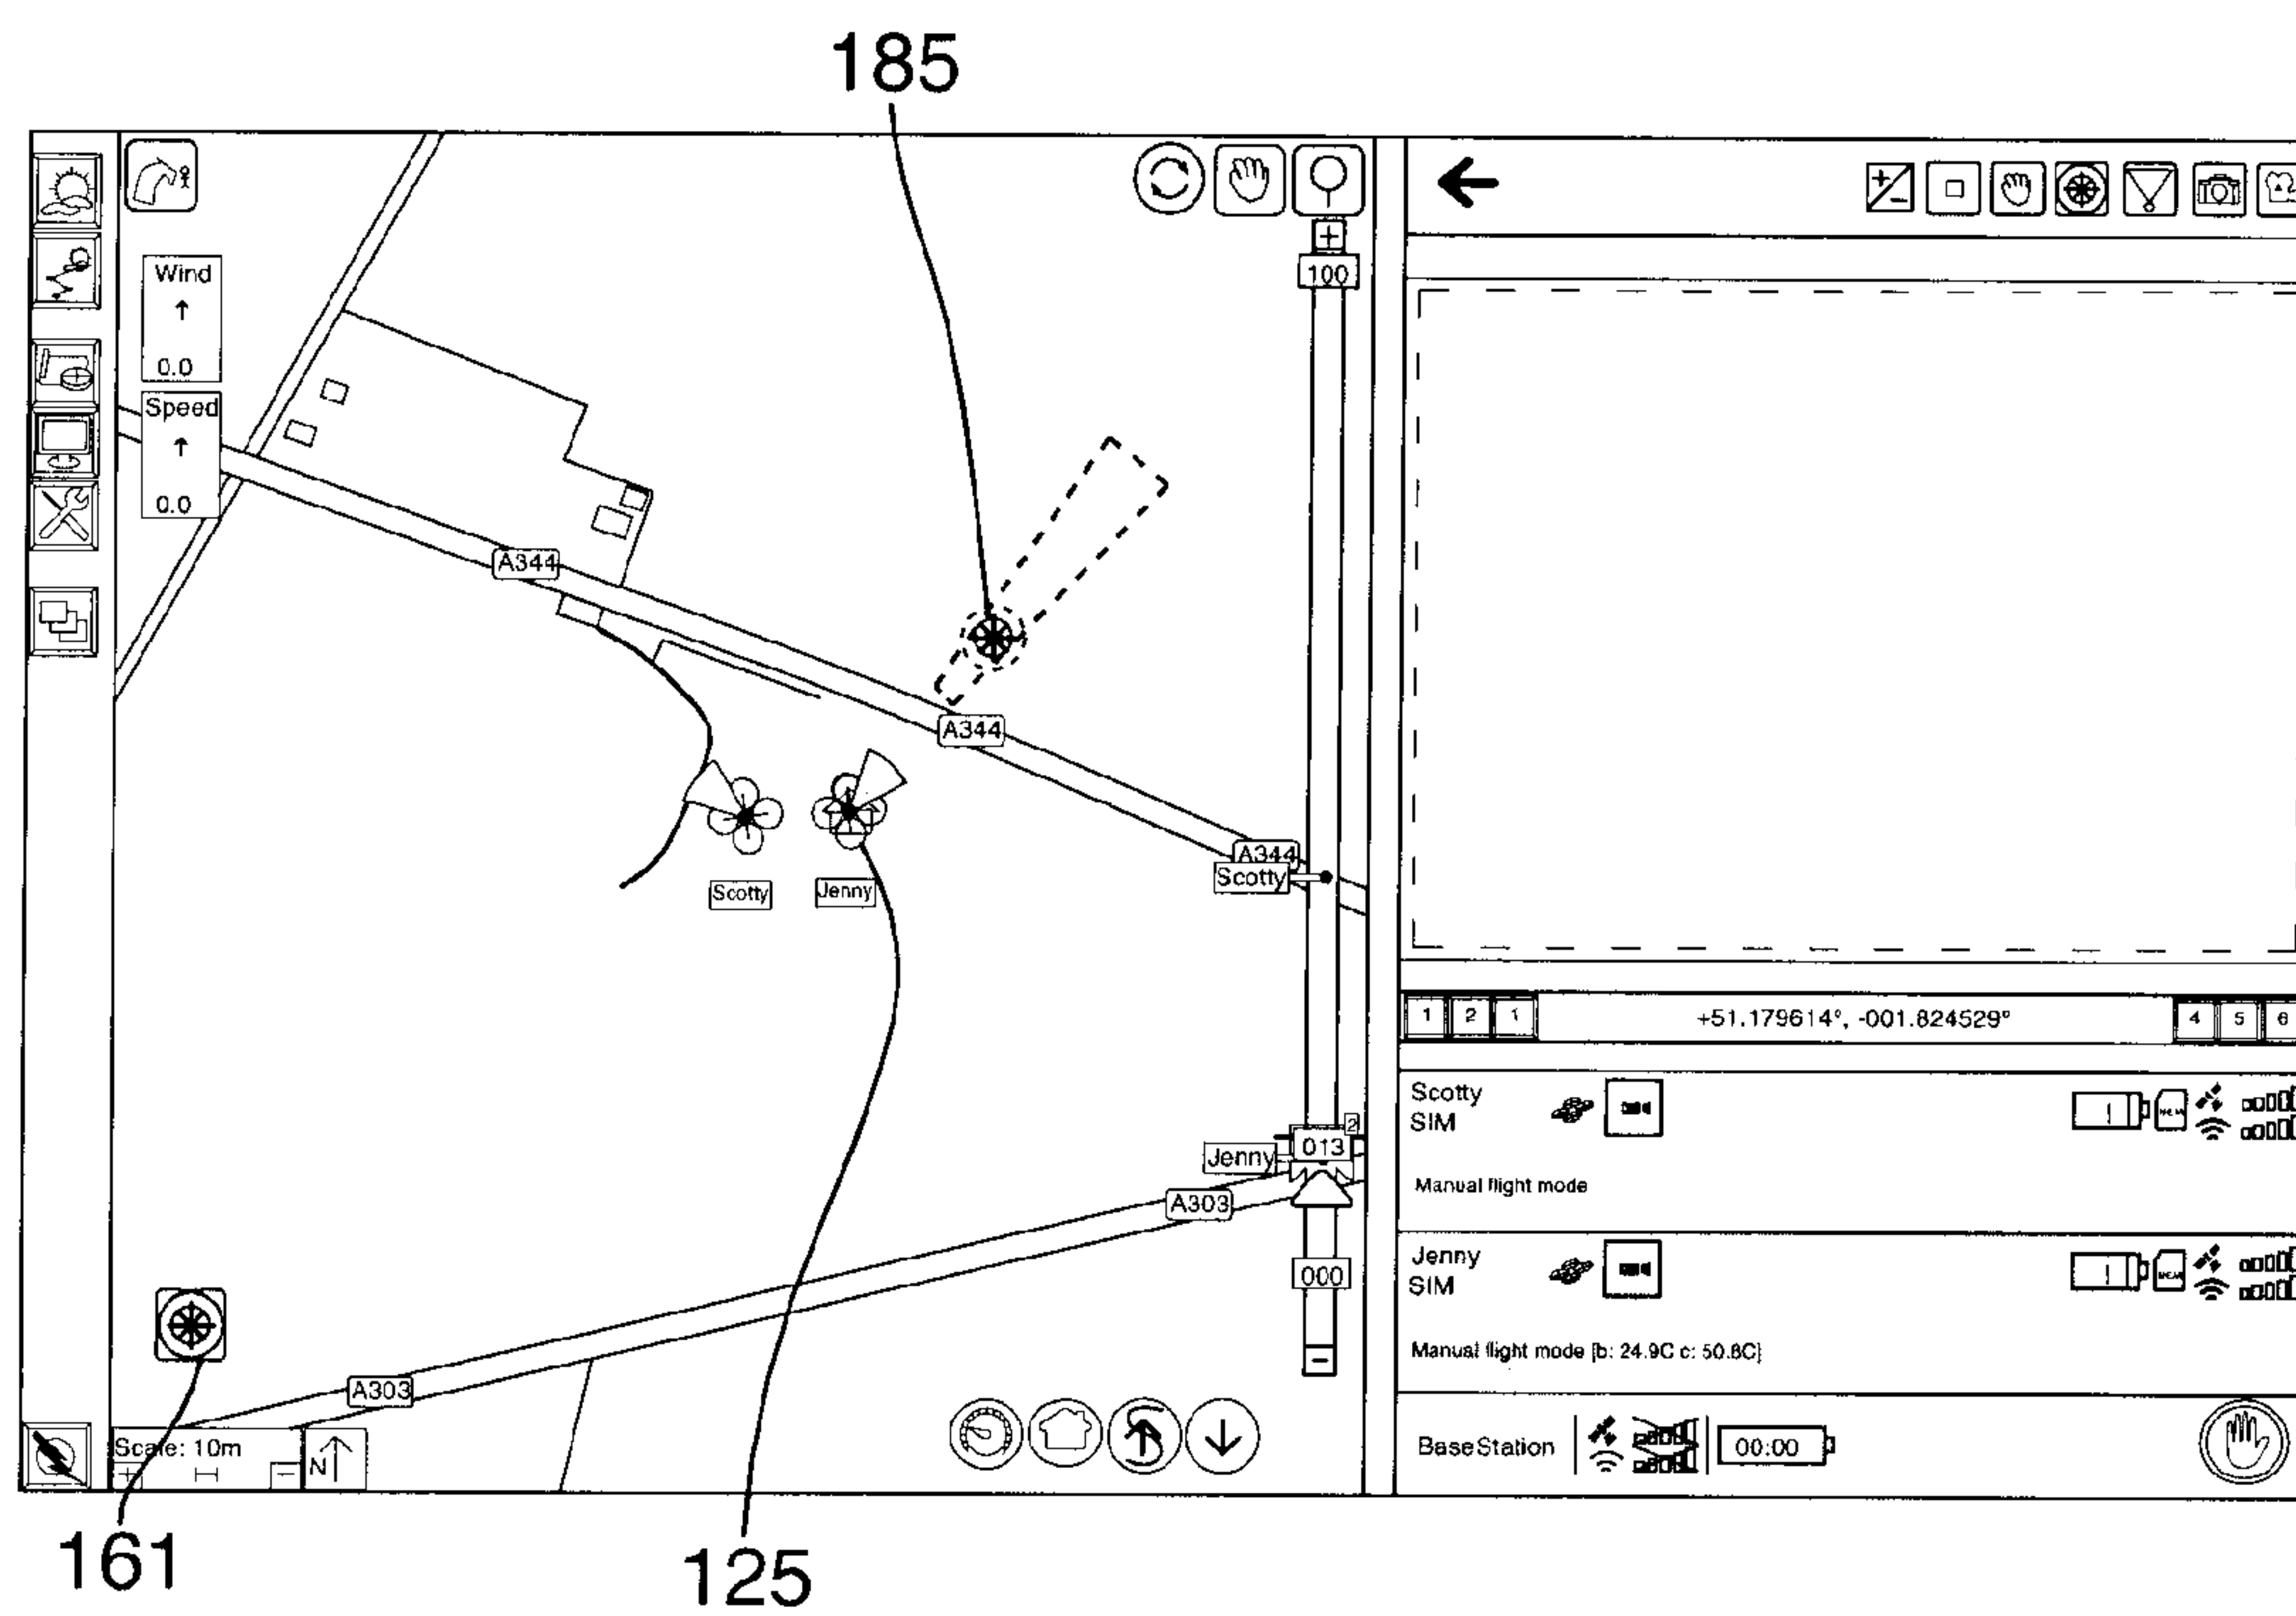 185
Wind
0.0
Speed
0.0
+
100
A344
A344
A344
Scotty
Scotty
Jenny
1 2 1 +51.179614°, -001.824529° 4 5 6
Scotty
SIM
Manual flight mode
2
013
Jenny
A303
000
−
Jenny
SIM
Manual flight mode [b: 24.9C c: 50.8C]
A303
Scale: 10m
+ −
N
BaseStation
00:00
161
125